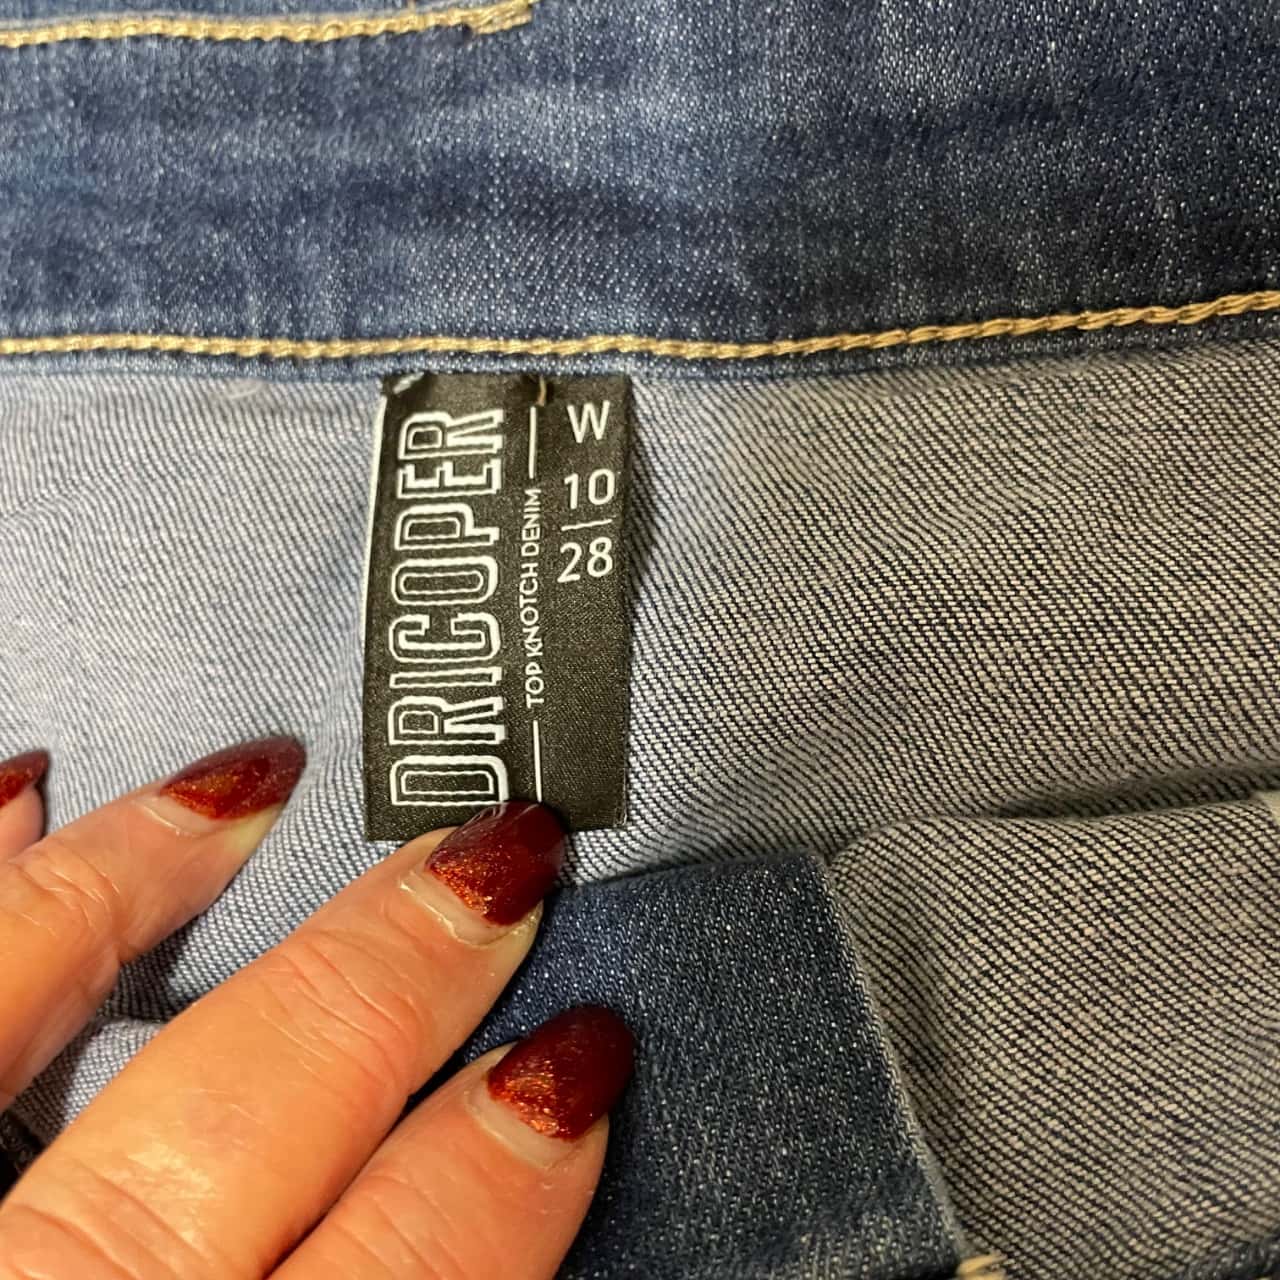 DRICOPER
TOP KNOTCH DENIM
W
10
28